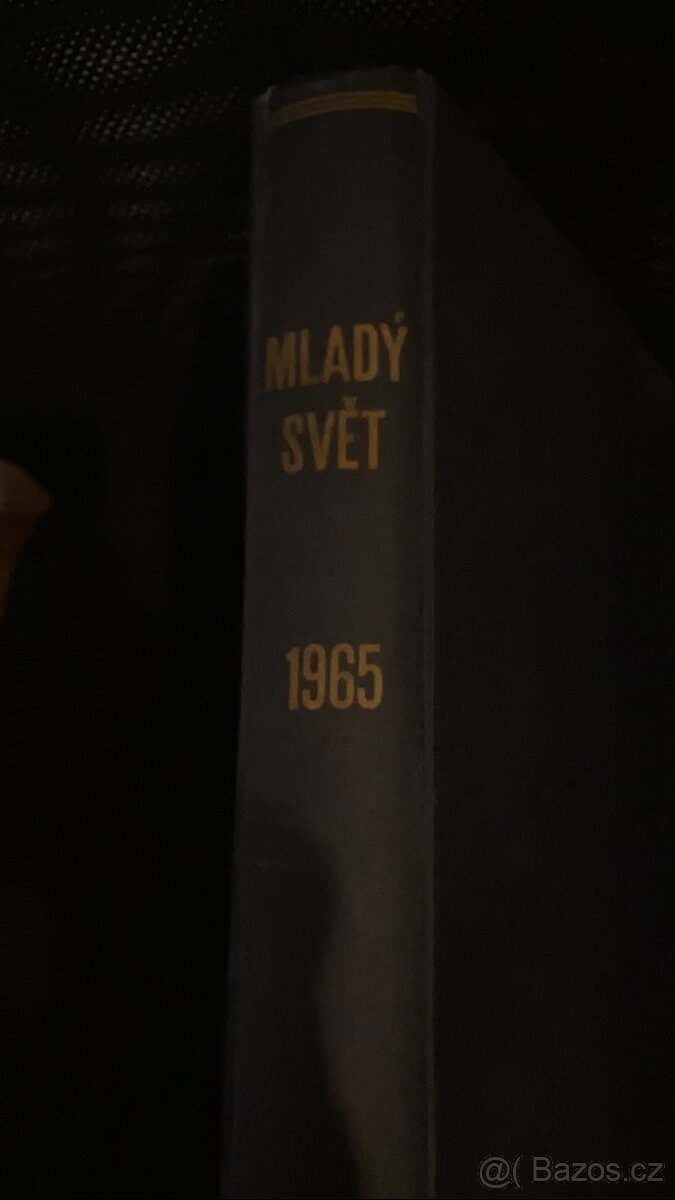 MLADÝ
SVĚT
1965
@( Bazos.cz